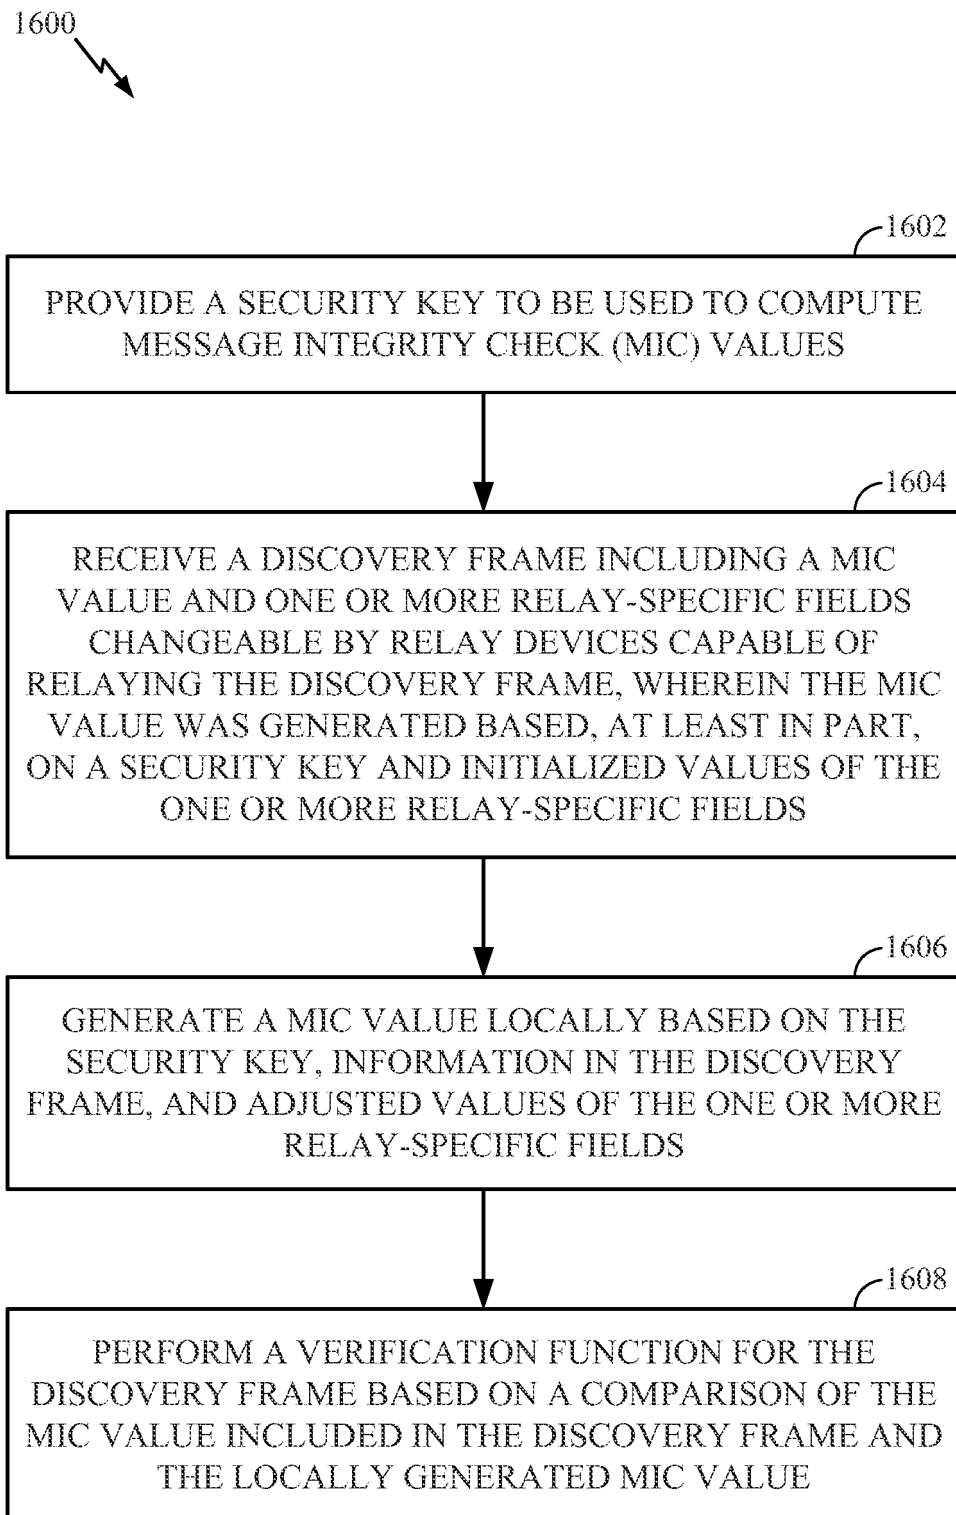 1600
1602
PROVIDE A SECURITY KEY TO BE USED TO COMPUTE
MESSAGE INTEGRITY CHECK (MIC) VALUES
1604
RECEIVE A DISCOVERY FRAME INCLUDING A MIC
VALUE AND ONE OR MORE RELAY-SPECIFIC FIELDS
CHANGEABLE BY RELAY DEVICES CAPABLE OF
RELAYING THE DISCOVERY FRAME, WHEREIN THE MIC
VALUE WAS GENERATED BASED, AT LEAST IN PART,
ON A SECURITY KEY AND INITIALIZED VALUES OF THE
ONE OR MORE RELAY-SPECIFIC FIELDS
1606
GENERATE A MIC VALUE LOCALLY BASED ON THE
SECURITY KEY, INFORMATION IN THE DISCOVERY
FRAME, AND ADJUSTED VALUES OF THE ONE OR MORE
RELAY-SPECIFIC FIELDS
1608
PERFORM A VERIFICATION FUNCTION FOR THE
DISCOVERY FRAME BASED ON A COMPARISON OF THE
MIC VALUE INCLUDED IN THE DISCOVERY FRAME AND
THE LOCALLY GENERATED MIC VALUE